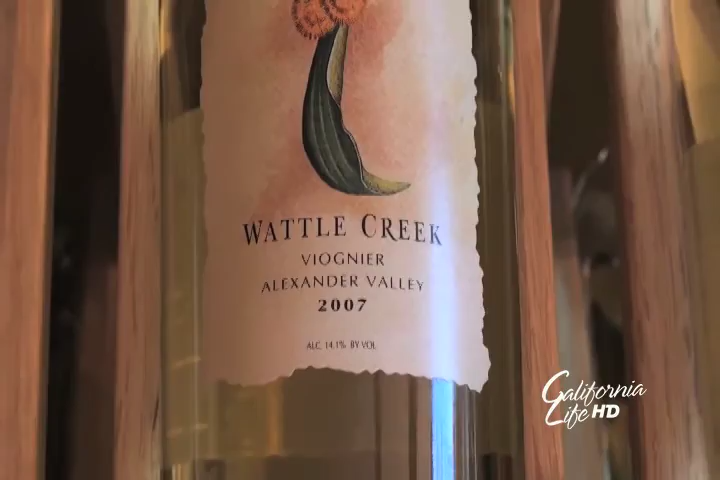 WATTLE CREEK
VIOGNIER
ALEXANDER VALLEY
2007
ALC. 14.1% BY VOL
California
Life HD